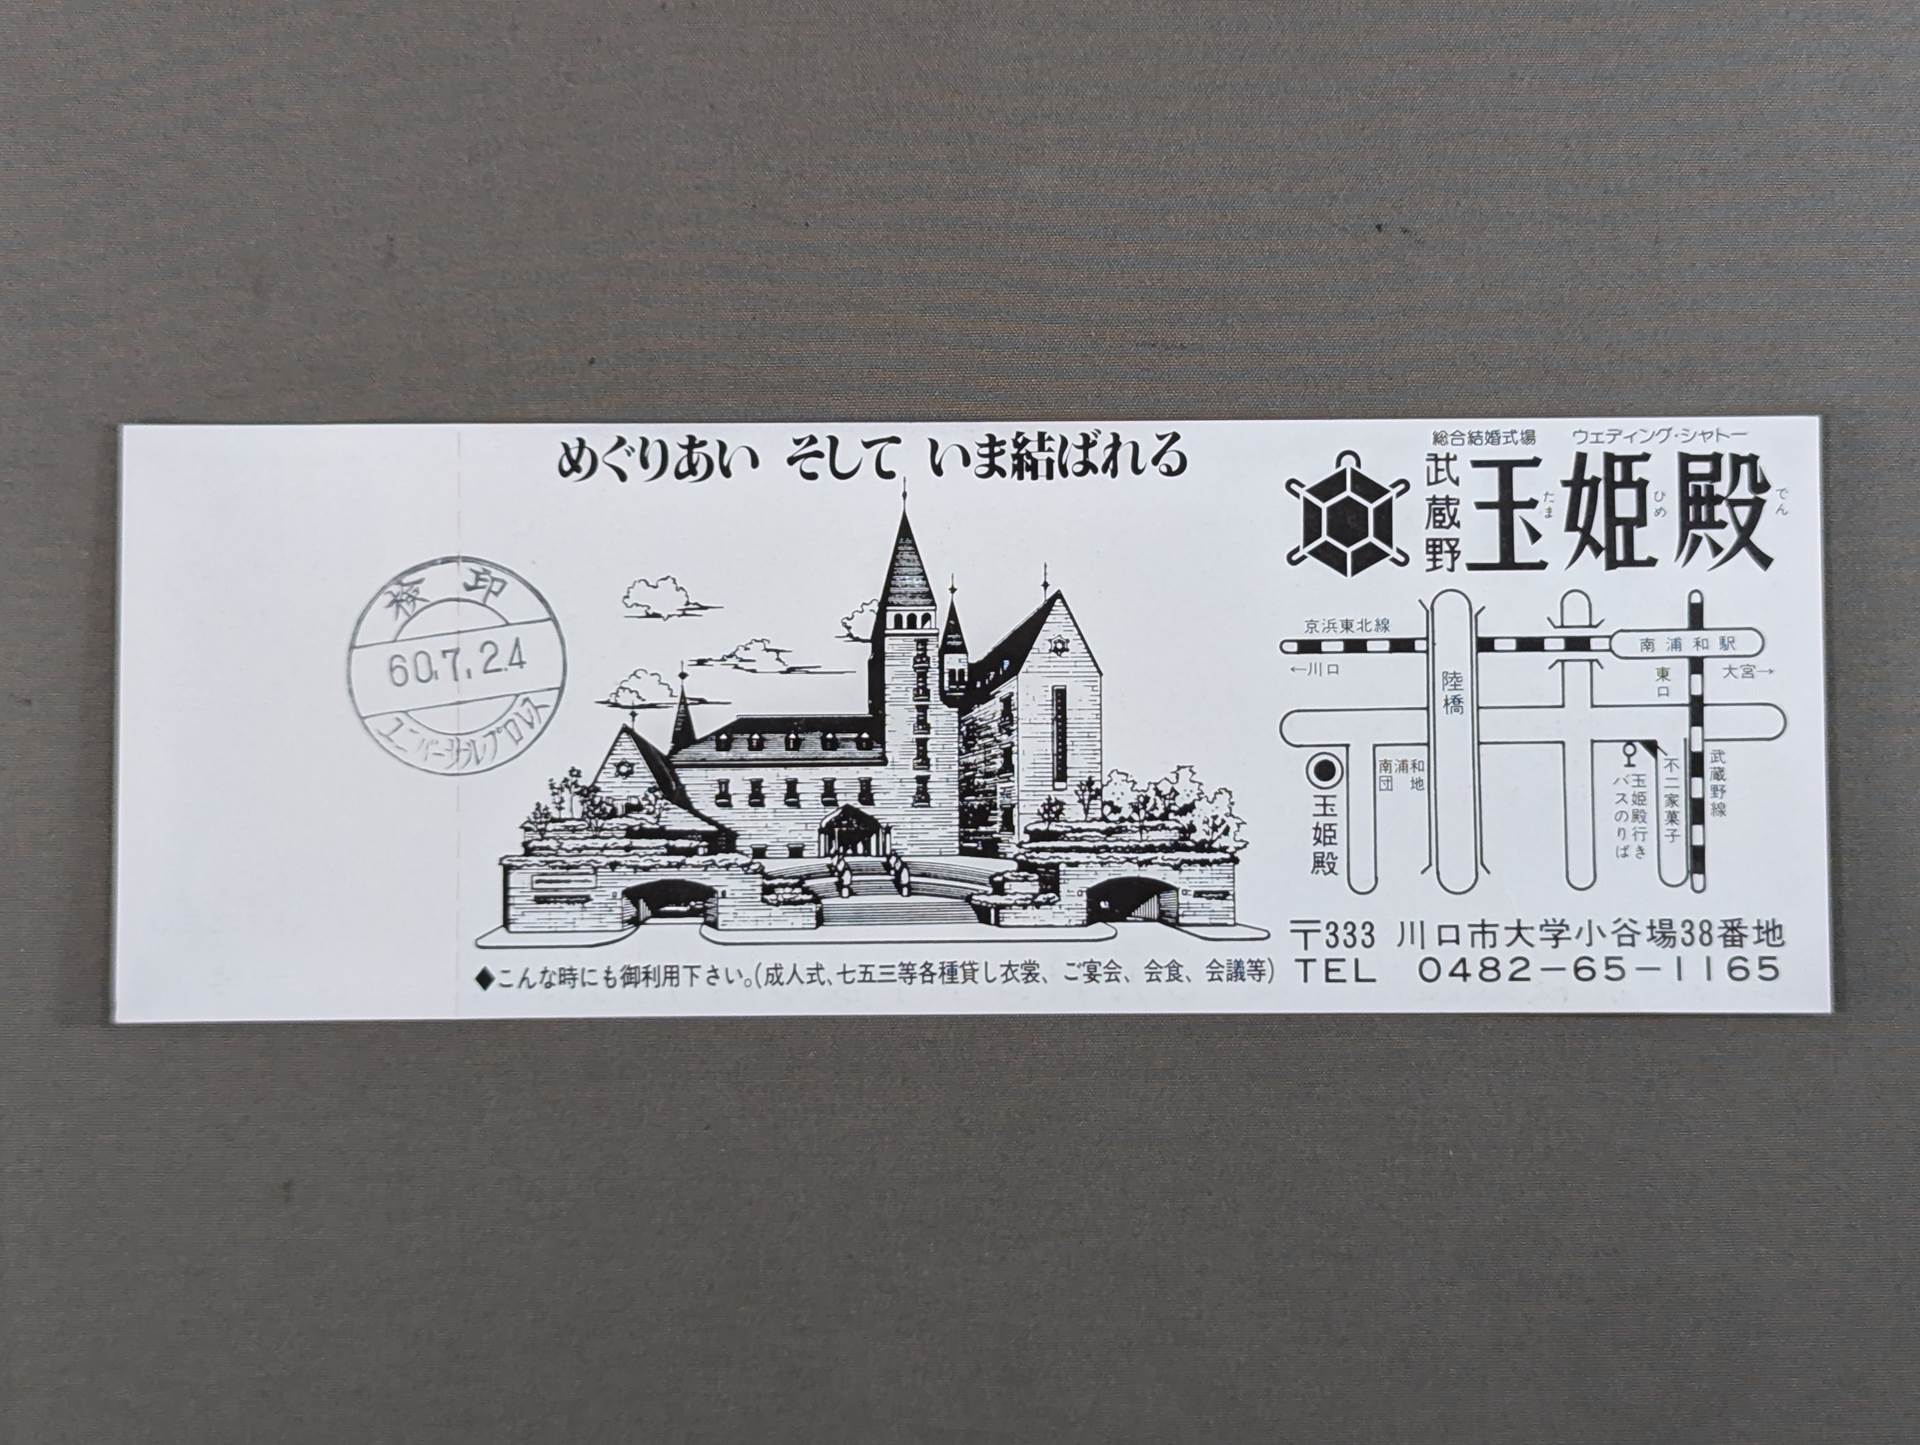 めぐりあい そして いま結ばれる
検印
60.7.24
ユニバーサルプロレス
◆こんな時にも御利用下さい。(成人式、七五三等各種貸し衣裳、ご宴会、会食、会議等)
総合結婚式場 ウェディング・シャトー
武蔵野
玉姫殿
たま ひめ でん
京浜東北線
←川口
陸橋
南浦和駅
東口
大宮→
南浦和団地
玉姫殿
玉姫殿行きバスのりば
不二家菓子
武蔵野線
〒333 川口市大学小谷場38番地
TEL 0482-65-1165